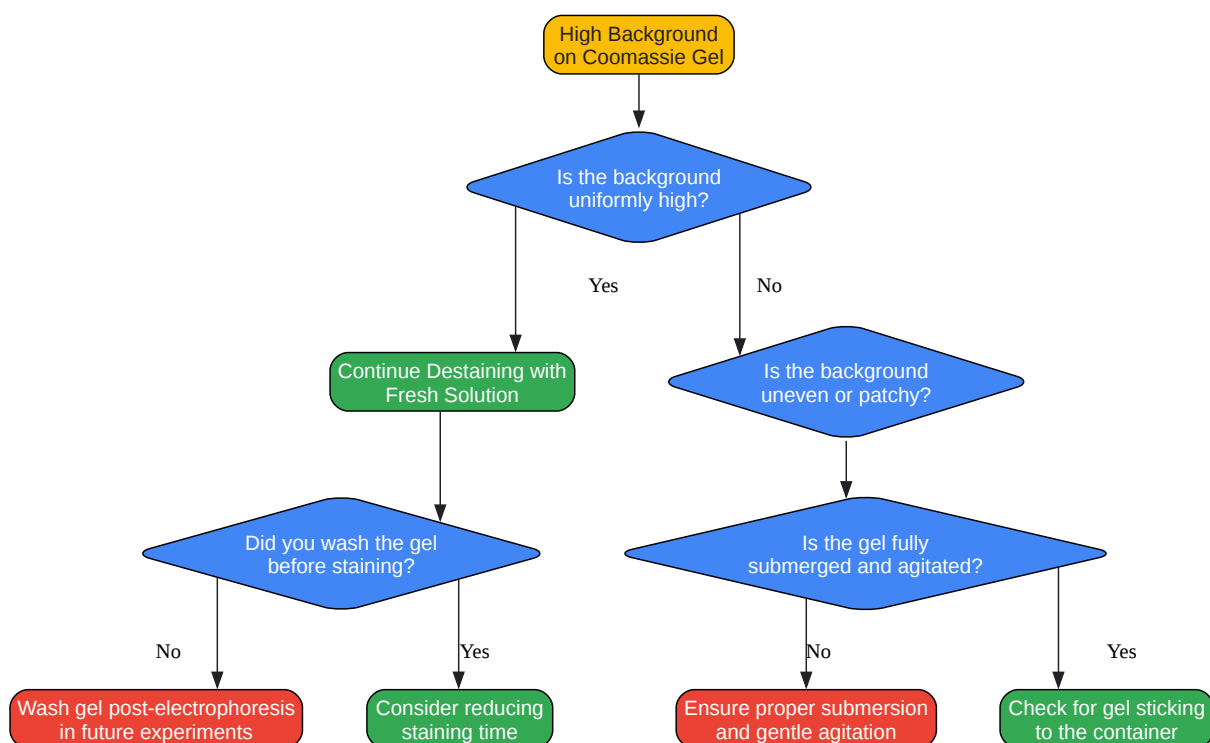 High Background
on Coomassie Gel
Is the background
uniformly high?
Yes
No
Continue Destaining with
Fresh Solution
Is the background
uneven or patchy?
Did you wash the gel
before staining?
Is the gel fully
submerged and agitated?
No
Yes
No
Yes
Wash gel post-electrophoresis
in future experiments
Consider reducing
staining time
Ensure proper submersion
and gentle agitation
Check for gel sticking
to the container